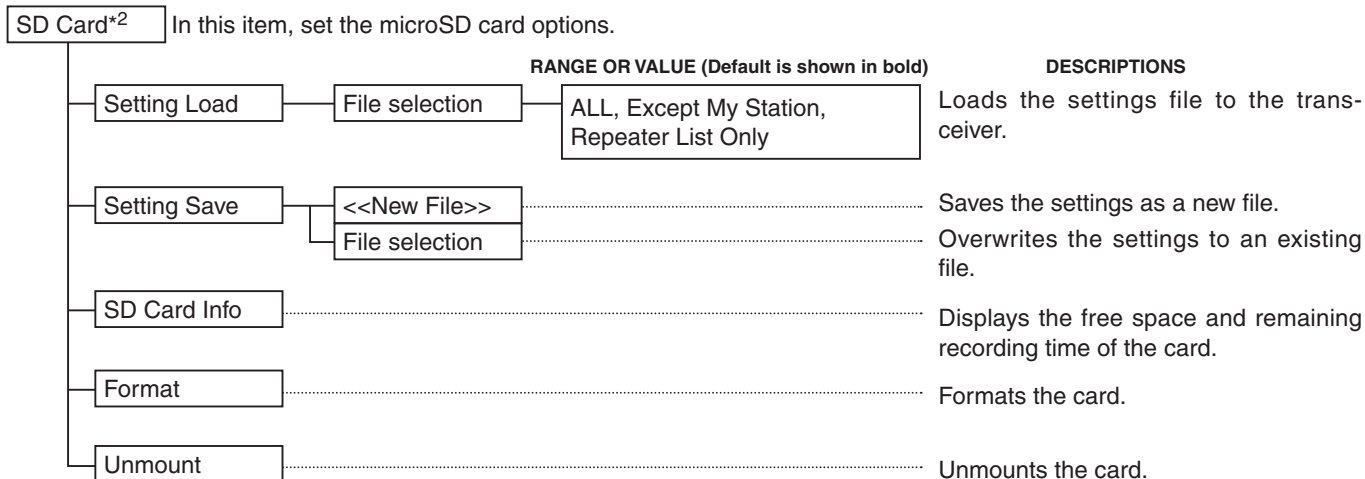 SD Card*2 In this item, set the microSD card options.
RANGE OR VALUE (Default is shown in bold) DESCRIPTIONS
Setting Load File selection ALL, Except My Station,
Repeater List Only
Loads the settings file to the trans-
ceiver.
Setting Save <<New File>> Saves the settings as a new file.
File selection Overwrites the settings to an existing
file.
SD Card Info Displays the free space and remaining
recording time of the card.
Format Formats the card.
Unmount Unmounts the card.